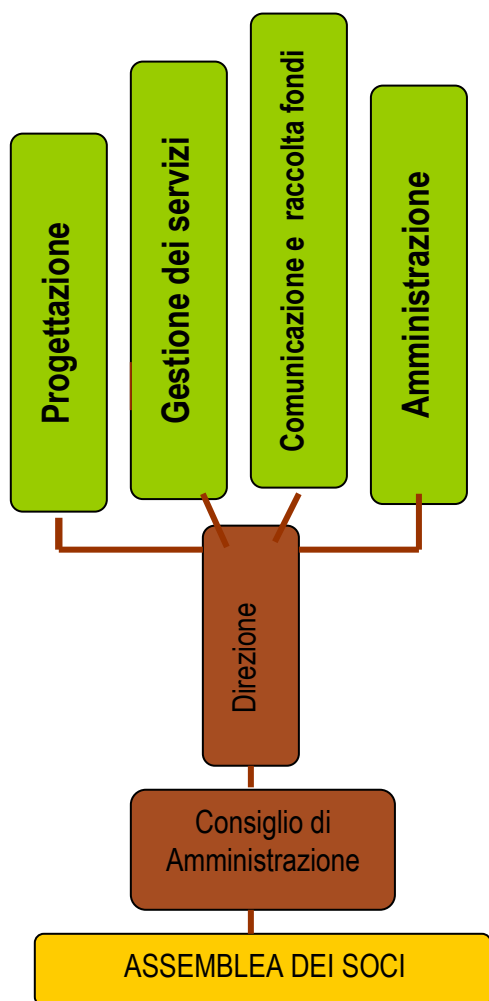 Progettazione
Gestione dei servizi
Comunicazione e raccolta fondi
Amministrazione
Direzione
Consiglio di
Amministrazione
ASSEMBLEA DEI SOCI